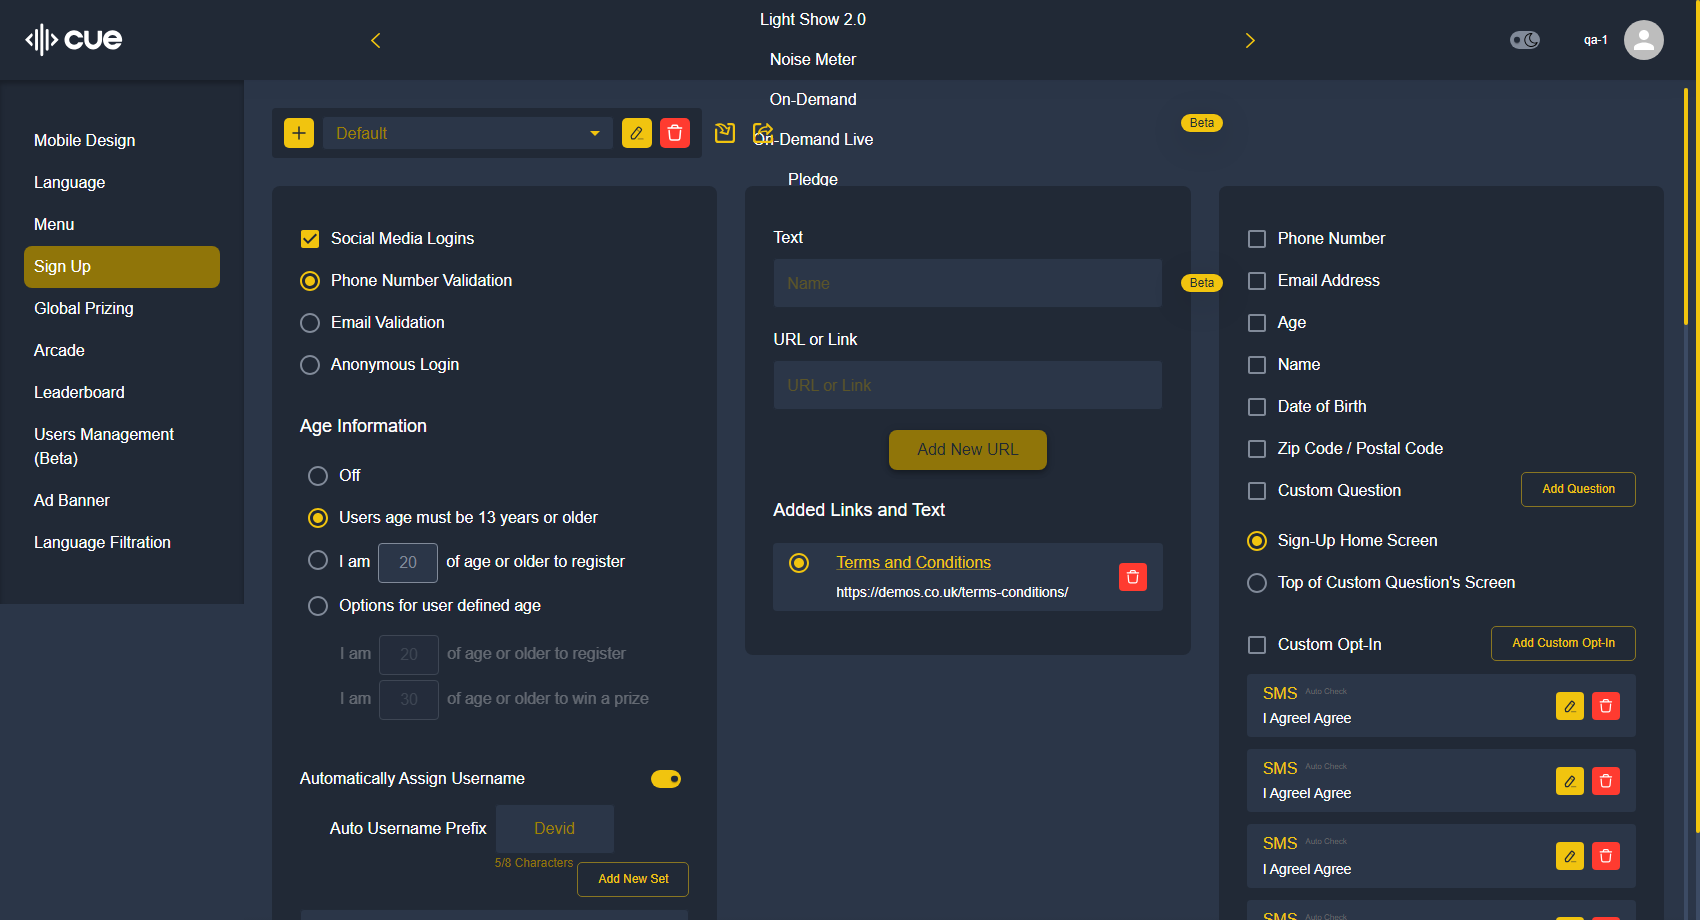 cue
Light Show 2.0
Noise Meter
On-Demand
On-Demand Live
Pledge
Beta
Beta
qa-1
Mobile Design
Language
Menu
Sign Up
Global Prizing
Arcade
Leaderboard
Users Management
(Beta)
Ad Banner
Language Filtration
Default
Social Media Logins
Phone Number Validation
Email Validation
Anonymous Login
Age Information
Off
Users age must be 13 years or older
I am 20 of age or older to register
Options for user defined age
I am 20 of age or older to register
I am 30 of age or older to win a prize
Automatically Assign Username
Auto Username Prefix Devid
5/8 Characters
Add New Set
Text
Name
URL or Link
URL or Link
Add New URL
Added Links and Text
Terms and Conditions
https://demos.co.uk/terms-conditions/
Phone Number
Email Address
Age
Name
Date of Birth
Zip Code / Postal Code
Custom Question Add Question
Sign-Up Home Screen
Top of Custom Question's Screen
Custom Opt-In Add Custom Opt-In
SMS Auto Check
I AgreeI Agree
SMS Auto Check
I AgreeI Agree
SMS Auto Check
I AgreeI Agree
SMS Auto Check